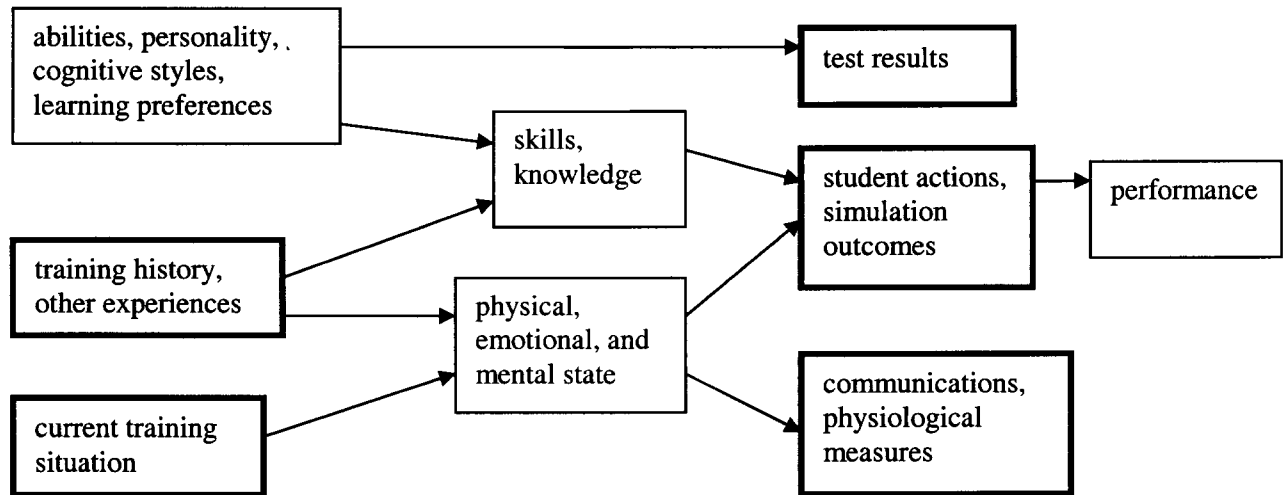 abilities, personality,
cognitive styles,
learning preferences
test results
skills,
knowledge
student actions,
simulation
outcomes
performance
training history,
other experiences
physical,
emotional, and
mental state
communications,
physiological
measures
current training
situation